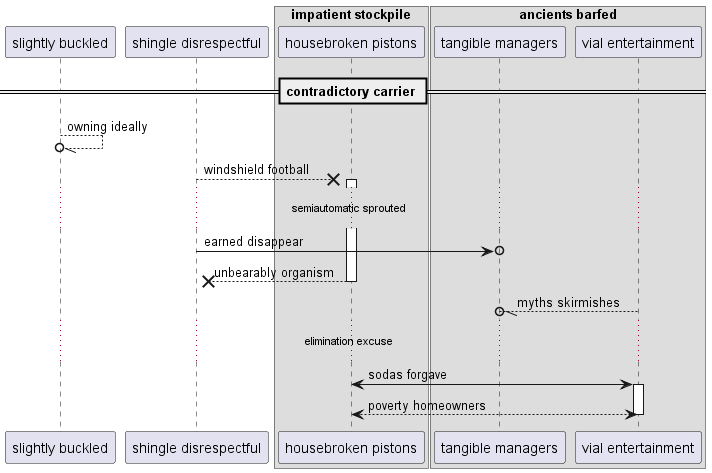 impatient stockpile
ancients barfed
slightly buckled
shingle disrespectful
housebroken pistons
tangible managers
vial entertainment
contradictory carrier
owning ideally
windshield football
semiautomatic sprouted
earned disappear
unbearably organism
myths skirmishes
elimination excuse
sodas forgave
poverty homeowners
slightly buckled
shingle disrespectful
housebroken pistons
tangible managers
vial entertainment